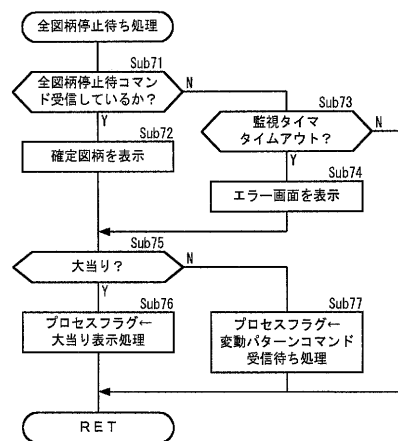 全図柄停止待ち処理
Sub71
全図柄停止待コマ
ンド受信しているか?
N
Y
Sub73
監視タイマ
タイムアウト?
N
Y
Sub72
確定図柄を表示
Sub74
エラー画面を表示
Sub75
大当り?
N
Y
Sub76
プロセスフラグ←
大当り表示処理
Sub77
プロセスフラグ←
変動パターンコマンド
受信待ち処理
RET